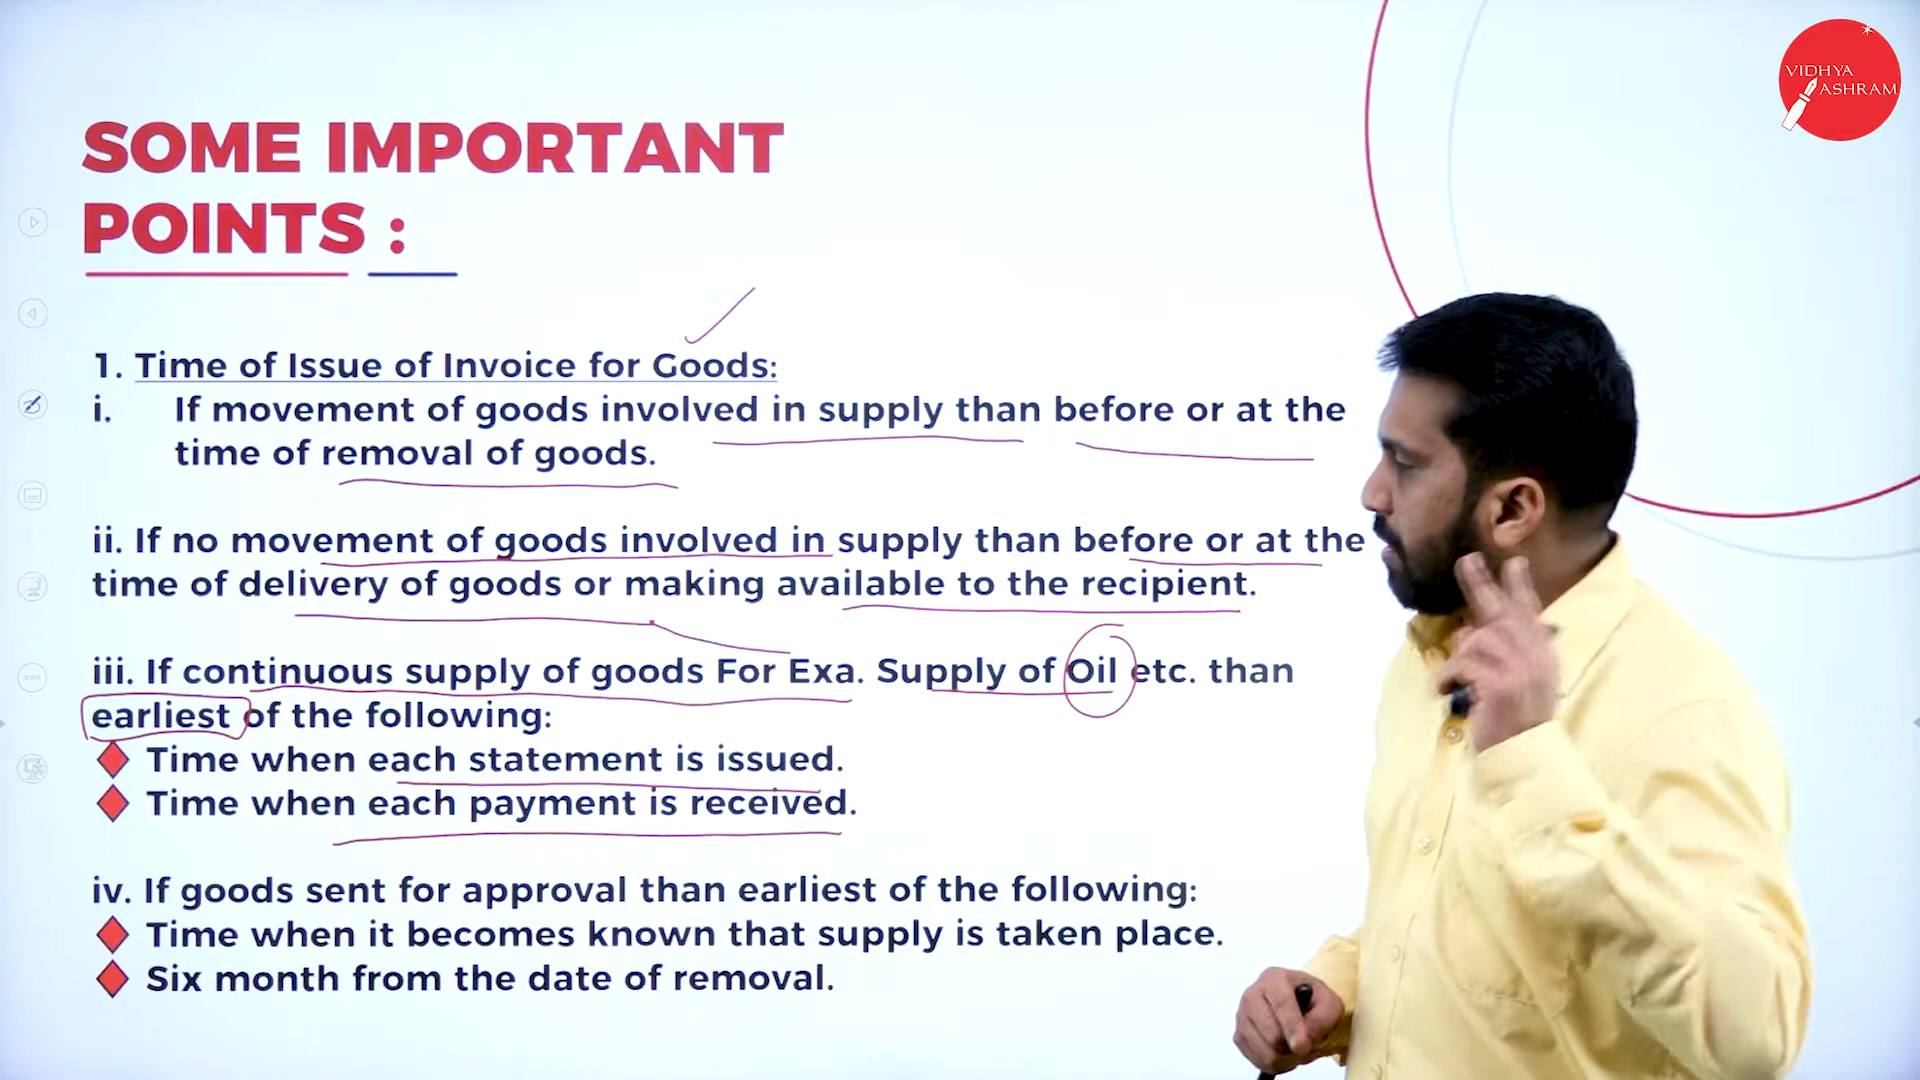 VIDHYA
ASHRAM
SOME IMPORTANT
POINTS :
1. Time of Issue of Invoice for Goods:
i. If movement of goods involved in supply than before or at the
time of removal of goods.
ii. If no movement of goods involved in supply than before or at the
time of delivery of goods or making available to the recipient.
iii. If continuous supply of goods For Exa. Supply of Oil etc. than
earliest of the following:
Time when each statement is issued.
Time when each payment is received.
iv. If goods sent for approval than earliest of the following:
Time when it becomes known that supply is taken place.
Six month from the date of removal.